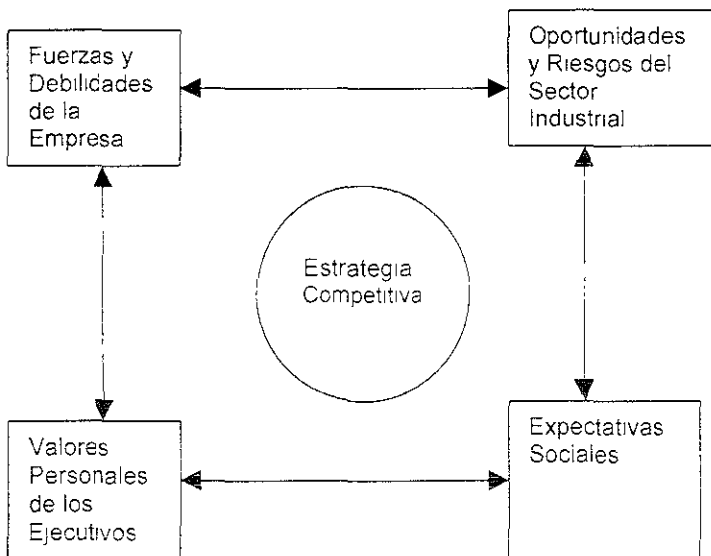 Fuerzas y
Debilidades
de la
Empresa
Oportunidades
y Riesgos del
Sector
Industrial
Estrategia
Competitiva
Valores
Personales
de los
Ejecutivos
Expectativas
Sociales